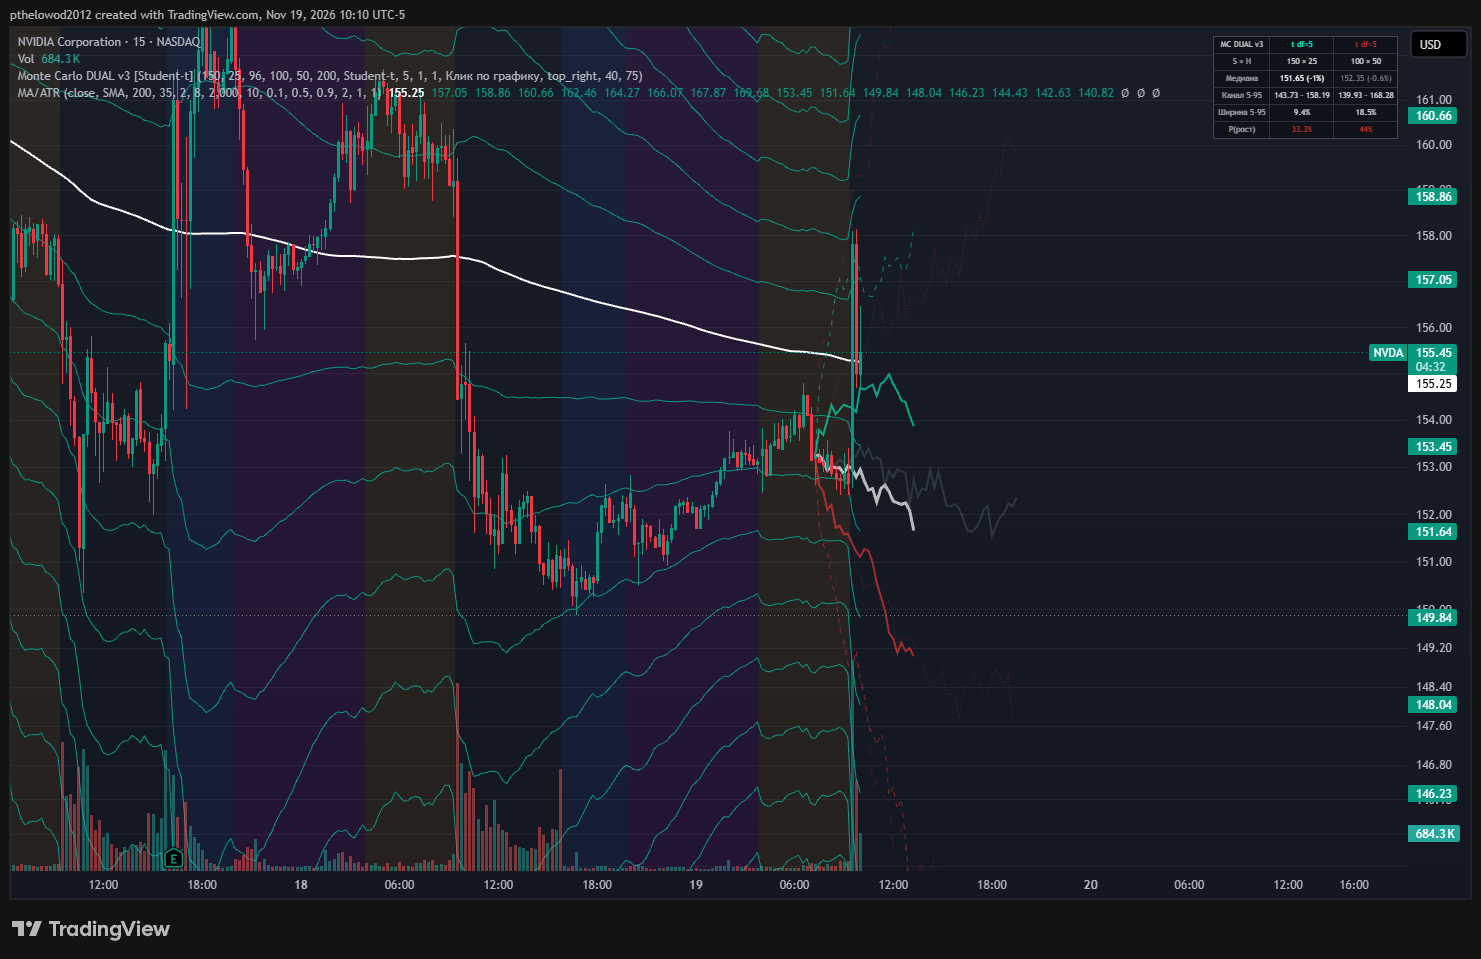 pthelowod2012 created with TradingView.com, Nov 19, 2026 10:10 UTC-5
NVIDIA Corporation · 15 · NASDAQ
Vol 684.3 K
Monte Carlo DUAL v3 [Student-t] (150, 25, 96, 100, 50, 200, Student-t, 5, 1, 1, Клик по графику, top_right, 40, 75)
MA/ATR (close, SMA, 200, 35, 2, 8, 2.000, 10, 0.1, 0.5, 0.9, 2, 1, 1) 155.25 157.05 158.86 160.66 162.46 164.27 166.07 167.87 169.68 153.45 151.64 149.84 148.04 146.23 144.43 142.63 140.82 Ø Ø Ø
MC DUAL v3 t df=5 t df=5
S × H 150 × 25 100 × 50
Медиана 151.65 (-1%) 152.35 (-0.6%)
Канал 5-95 143.73 - 158.19 139.93 - 168.28
Ширина 5-95 9.4% 18.5%
P(рост) 33.3% 44%
USD
161.00
160.66
160.00
158.86
158.00
157.05
156.00
NVDA 155.45
04:32
155.25
154.00
153.45
153.00
152.00
151.64
151.00
149.84
149.20
148.40
148.04
147.60
146.80
146.23
684.3 K
E
12:00 18:00 18 06:00 12:00 18:00 19 06:00 12:00 18:00 20 06:00 12:00 16:00
TradingView